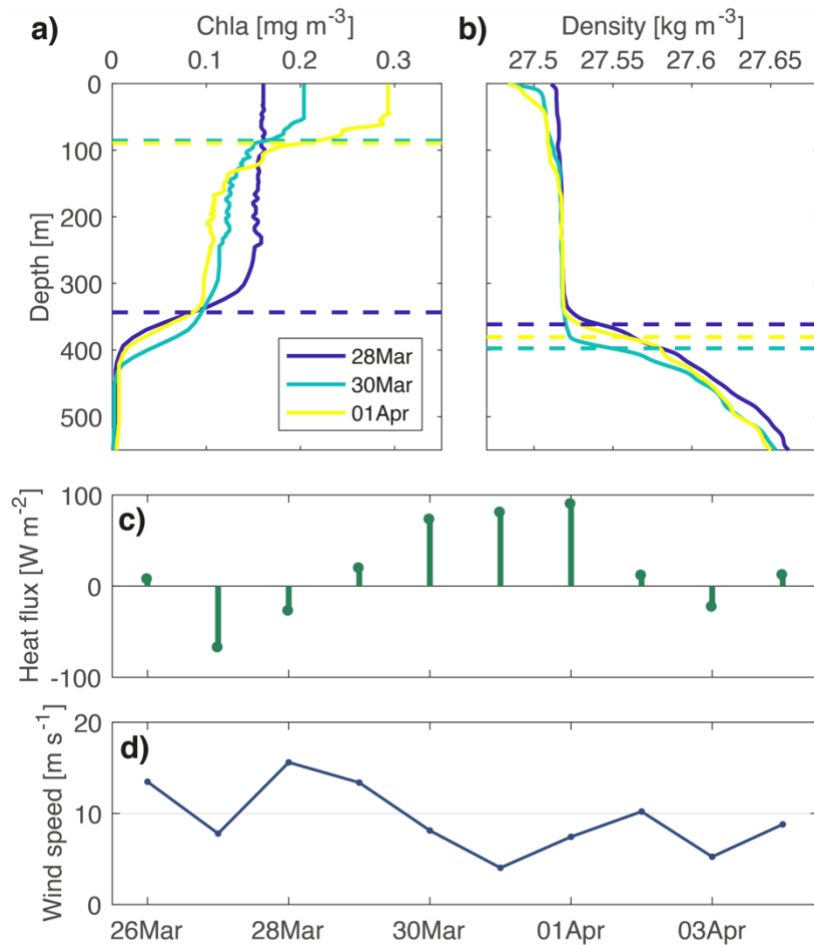 a) Chla [mg m⁻³]
b) Density [kg m⁻³]
0 0.1 0.2 0.3
27.5 27.55 27.6 27.65
Depth [m]
0
100
200
300
400
500
28Mar
30Mar
01Apr
c)
Heat flux [W m⁻²]
100
0
-100
d)
Wind speed [m s⁻¹]
20
10
0
26Mar 28Mar 30Mar 01Apr 03Apr